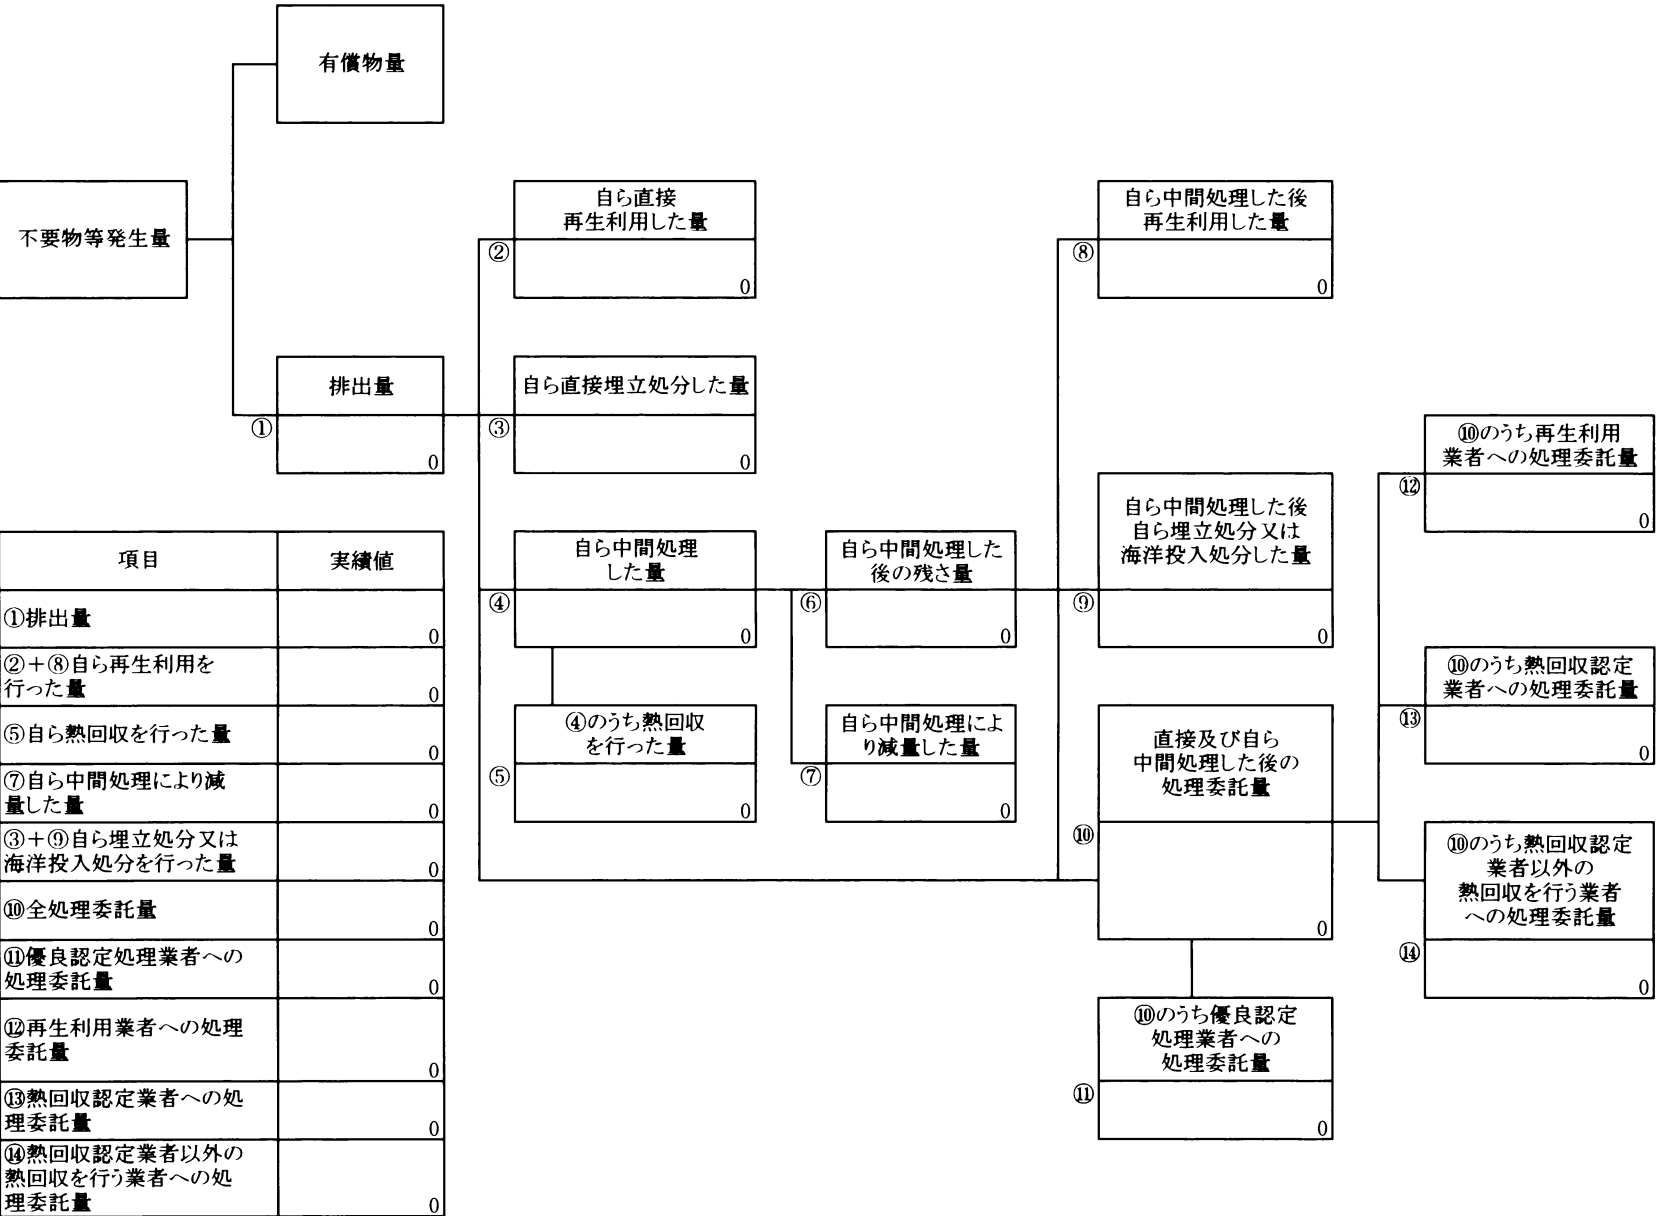 有償物量
不要物等発生量
排出量
①
0
自ら直接
再生利用した量
②
0
自ら直接埋立処分した量
③
0
自ら中間処理
した量
④
0
④のうち熱回収
を行った量
⑤
0
自ら中間処理した
後の残さ量
⑥
0
自ら中間処理によ
り減量した量
⑦
0
自ら中間処理した後
再生利用した量
⑧
0
自ら中間処理した後
自ら埋立処分又は
海洋投入処分した量
⑨
0
直接及び自ら
中間処理した後の
処理委託量
⑩
0
⑩のうち優良認定
処理業者への
処理委託量
⑪
0
⑩のうち再生利用
業者への処理委託量
⑫
0
⑩のうち熱回収認定
業者への処理委託量
⑬
0
⑩のうち熱回収認定
業者以外の
熱回収を行う業者
への処理委託量
⑭
0
項目 実績値
①排出量
0
②+⑧自ら再生利用を
行った量
0
⑤自ら熱回収を行った量
0
⑦自ら中間処理により減
量した量
0
③+⑨自ら埋立処分又は
海洋投入処分を行った量
0
⑩全処理委託量
0
⑪優良認定処理業者への
処理委託量
0
⑫再生利用業者への処理
委託量
0
⑬熱回収認定業者への処
理委託量
0
⑭熱回収認定業者以外の
熱回収を行う業者への処
理委託量
0